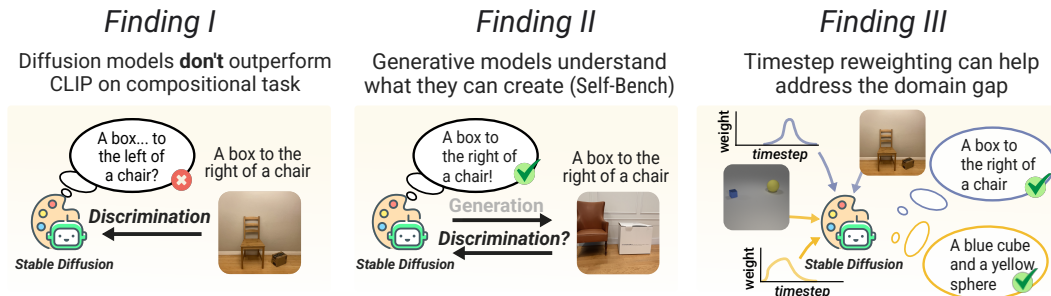 Finding I
Diffusion models don't outperform
CLIP on compositional task
A box... to
the left of
a chair?
A box to the
right of a chair
Discrimination
Stable Diffusion
Finding II
Generative models understand
what they can create (Self-Bench)
A box to
the right of
a chair!
A box to the
right of a chair
Generation
Discrimination?
Stable Diffusion
Finding III
Timestep reweighting can help
address the domain gap
weight
timestep
A box to
the right of
a chair
Stable Diffusion
weight
timestep
A blue cube
and a yellow
sphere